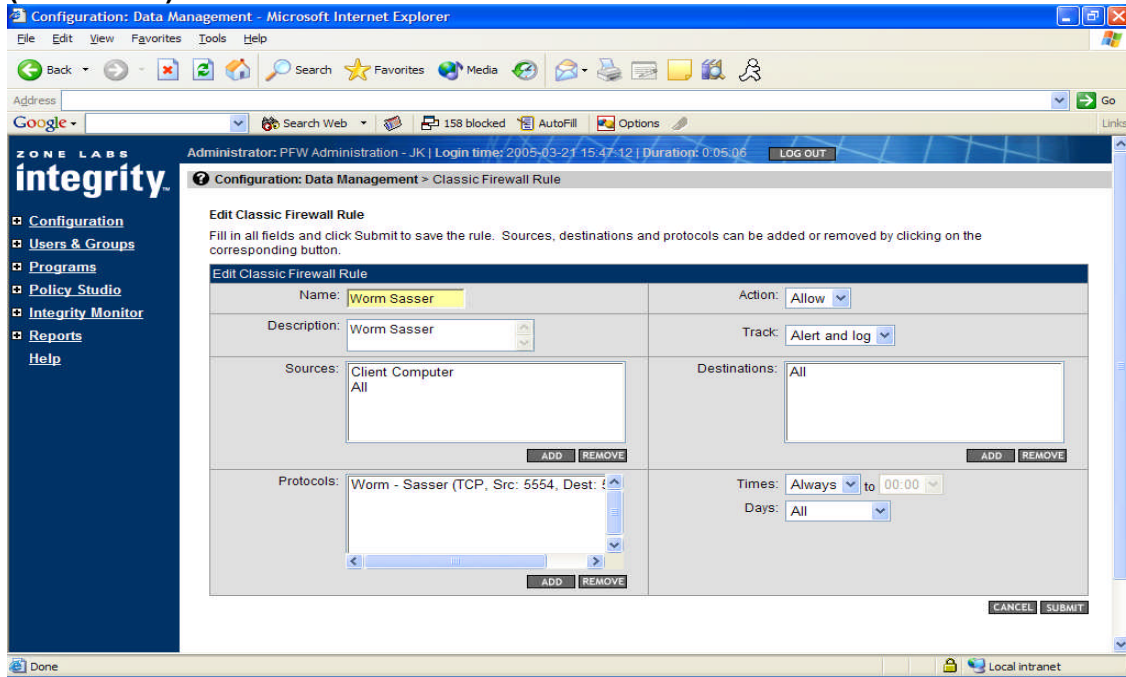 Configuration: Data Management - Microsoft Internet Explorer
File Edit View Favorites Tools Help
Back Search Favorites Media
Address Go
Google Search Web 158 blocked AutoFill Options Links
ZONE LABS
integrity.
Administrator: PFW Administration - JK | Login time: 2005-03-21 15:47:12 | Duration: 0:05:06 LOG OUT
Configuration: Data Management > Classic Firewall Rule
Configuration
Users & Groups
Programs
Policy Studio
Integrity Monitor
Reports
Help
Edit Classic Firewall Rule
Fill in all fields and click Submit to save the rule. Sources, destinations and protocols can be added or removed by clicking on the
corresponding button.
Edit Classic Firewall Rule
Name: Worm Sasser
Action: Allow
Description: Worm Sasser
Track: Alert and log
Sources: Client Computer
All
ADD REMOVE
Destinations: All
ADD REMOVE
Protocols: Worm - Sasser (TCP, Src: 5554, Dest:
ADD REMOVE
Times: Always to 00:00
Days: All
CANCEL SUBMIT
Done Local intranet